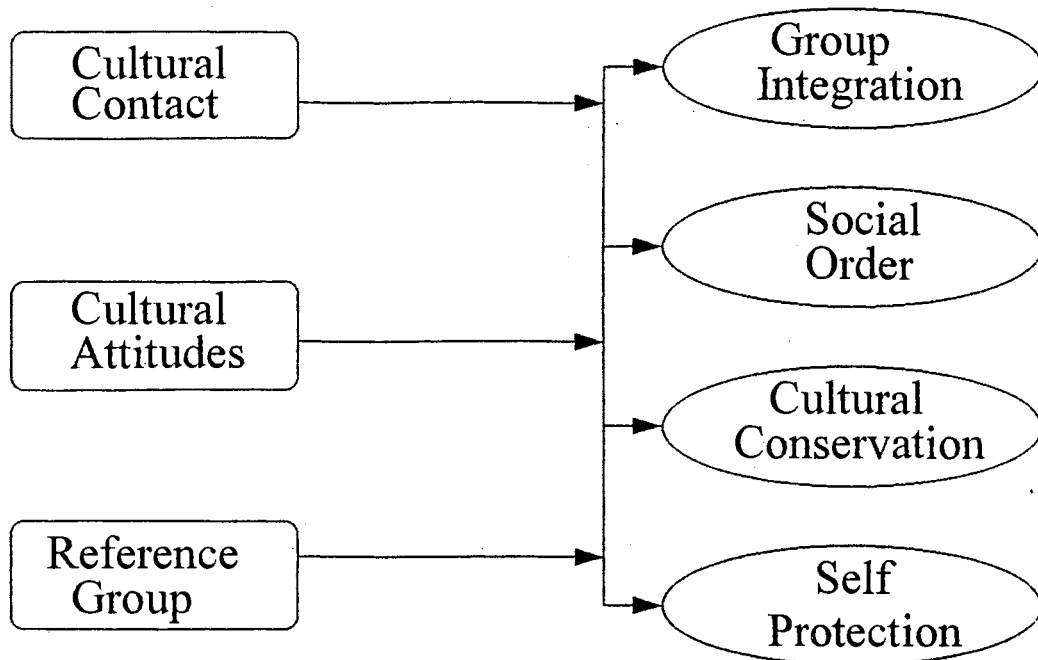 Cultural
Contact
Cultural
Attitudes
Reference
Group
Group
Integration
Social
Order
Cultural
Conservation
Self
Protection